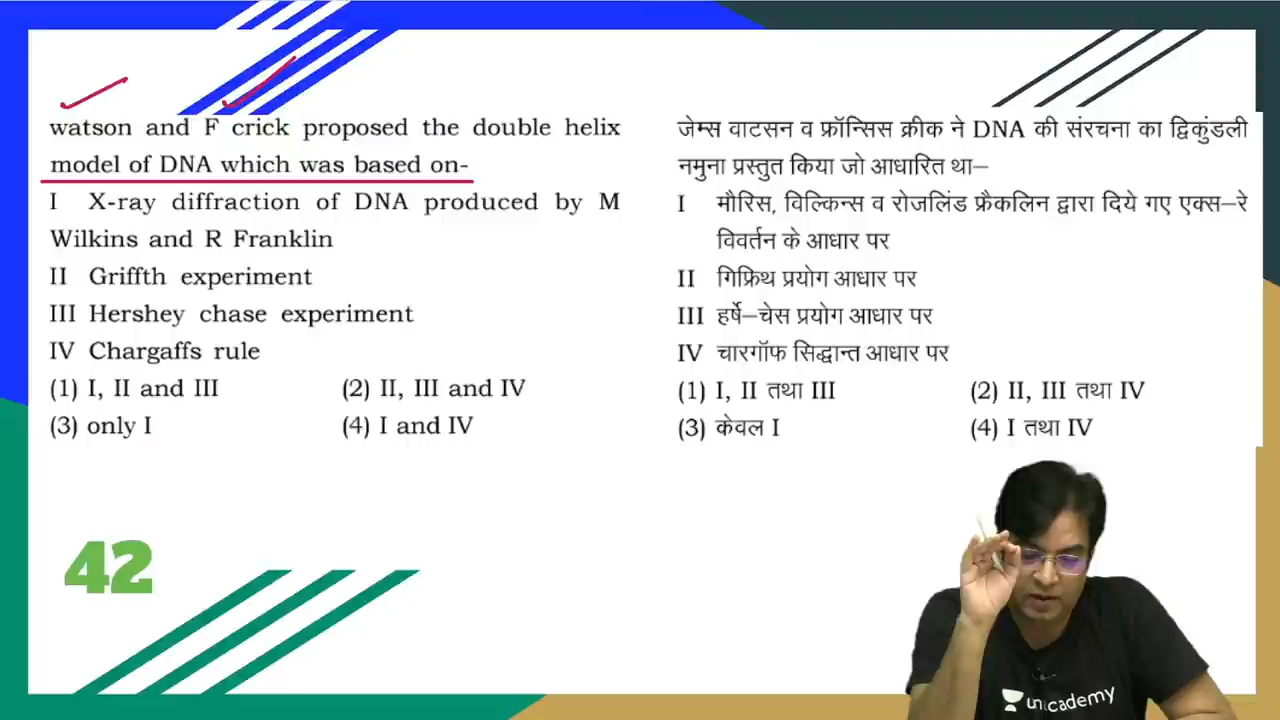 watson and F crick proposed the double helix
model of DNA which was based on-
I X-ray diffraction of DNA produced by M
Wilkins and R Franklin
II Griffth experiment
III Hershey chase experiment
IV Chargaffs rule
(1) I, II and III (2) II, III and IV
(3) only I (4) I and IV
जेम्स वाटसन व फ्रॉन्सिस क्रीक ने DNA की संरचना का द्विकुंडली
नमुना प्रस्तुत किया जो आधारित था–
I मौरिस, विल्किन्स व रोजलिंड फ्रैकलिन द्वारा दिये गए एक्स–रे
विवर्तन के आधार पर
II गिफ्रिथ प्रयोग आधार पर
III हर्षे–चेस प्रयोग आधार पर
IV चारगॉफ सिद्धान्त आधार पर
(1) I, II तथा III (2) II, III तथा IV
(3) केवल I (4) I तथा IV
42
unacademy